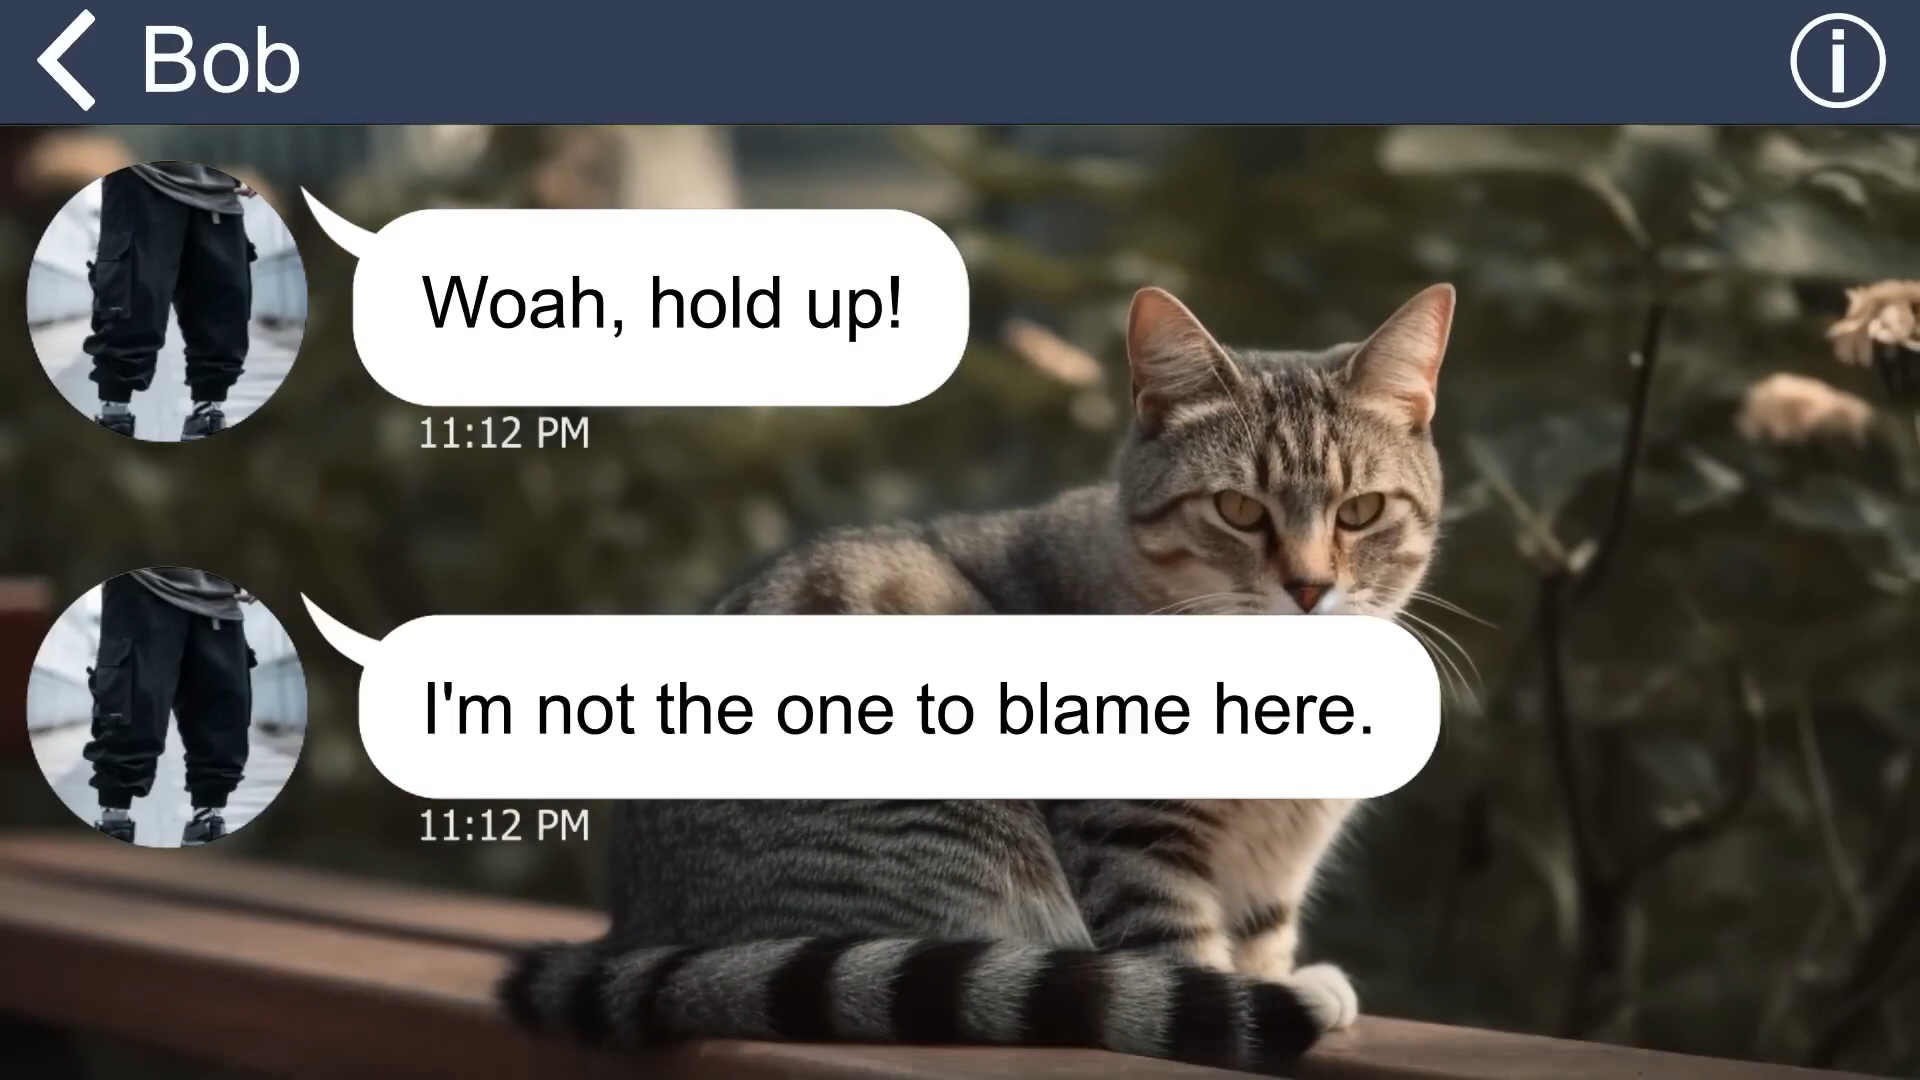 Bob
Woah, hold up!
11:12 PM
I'm not the one to blame here.
11:12 PM